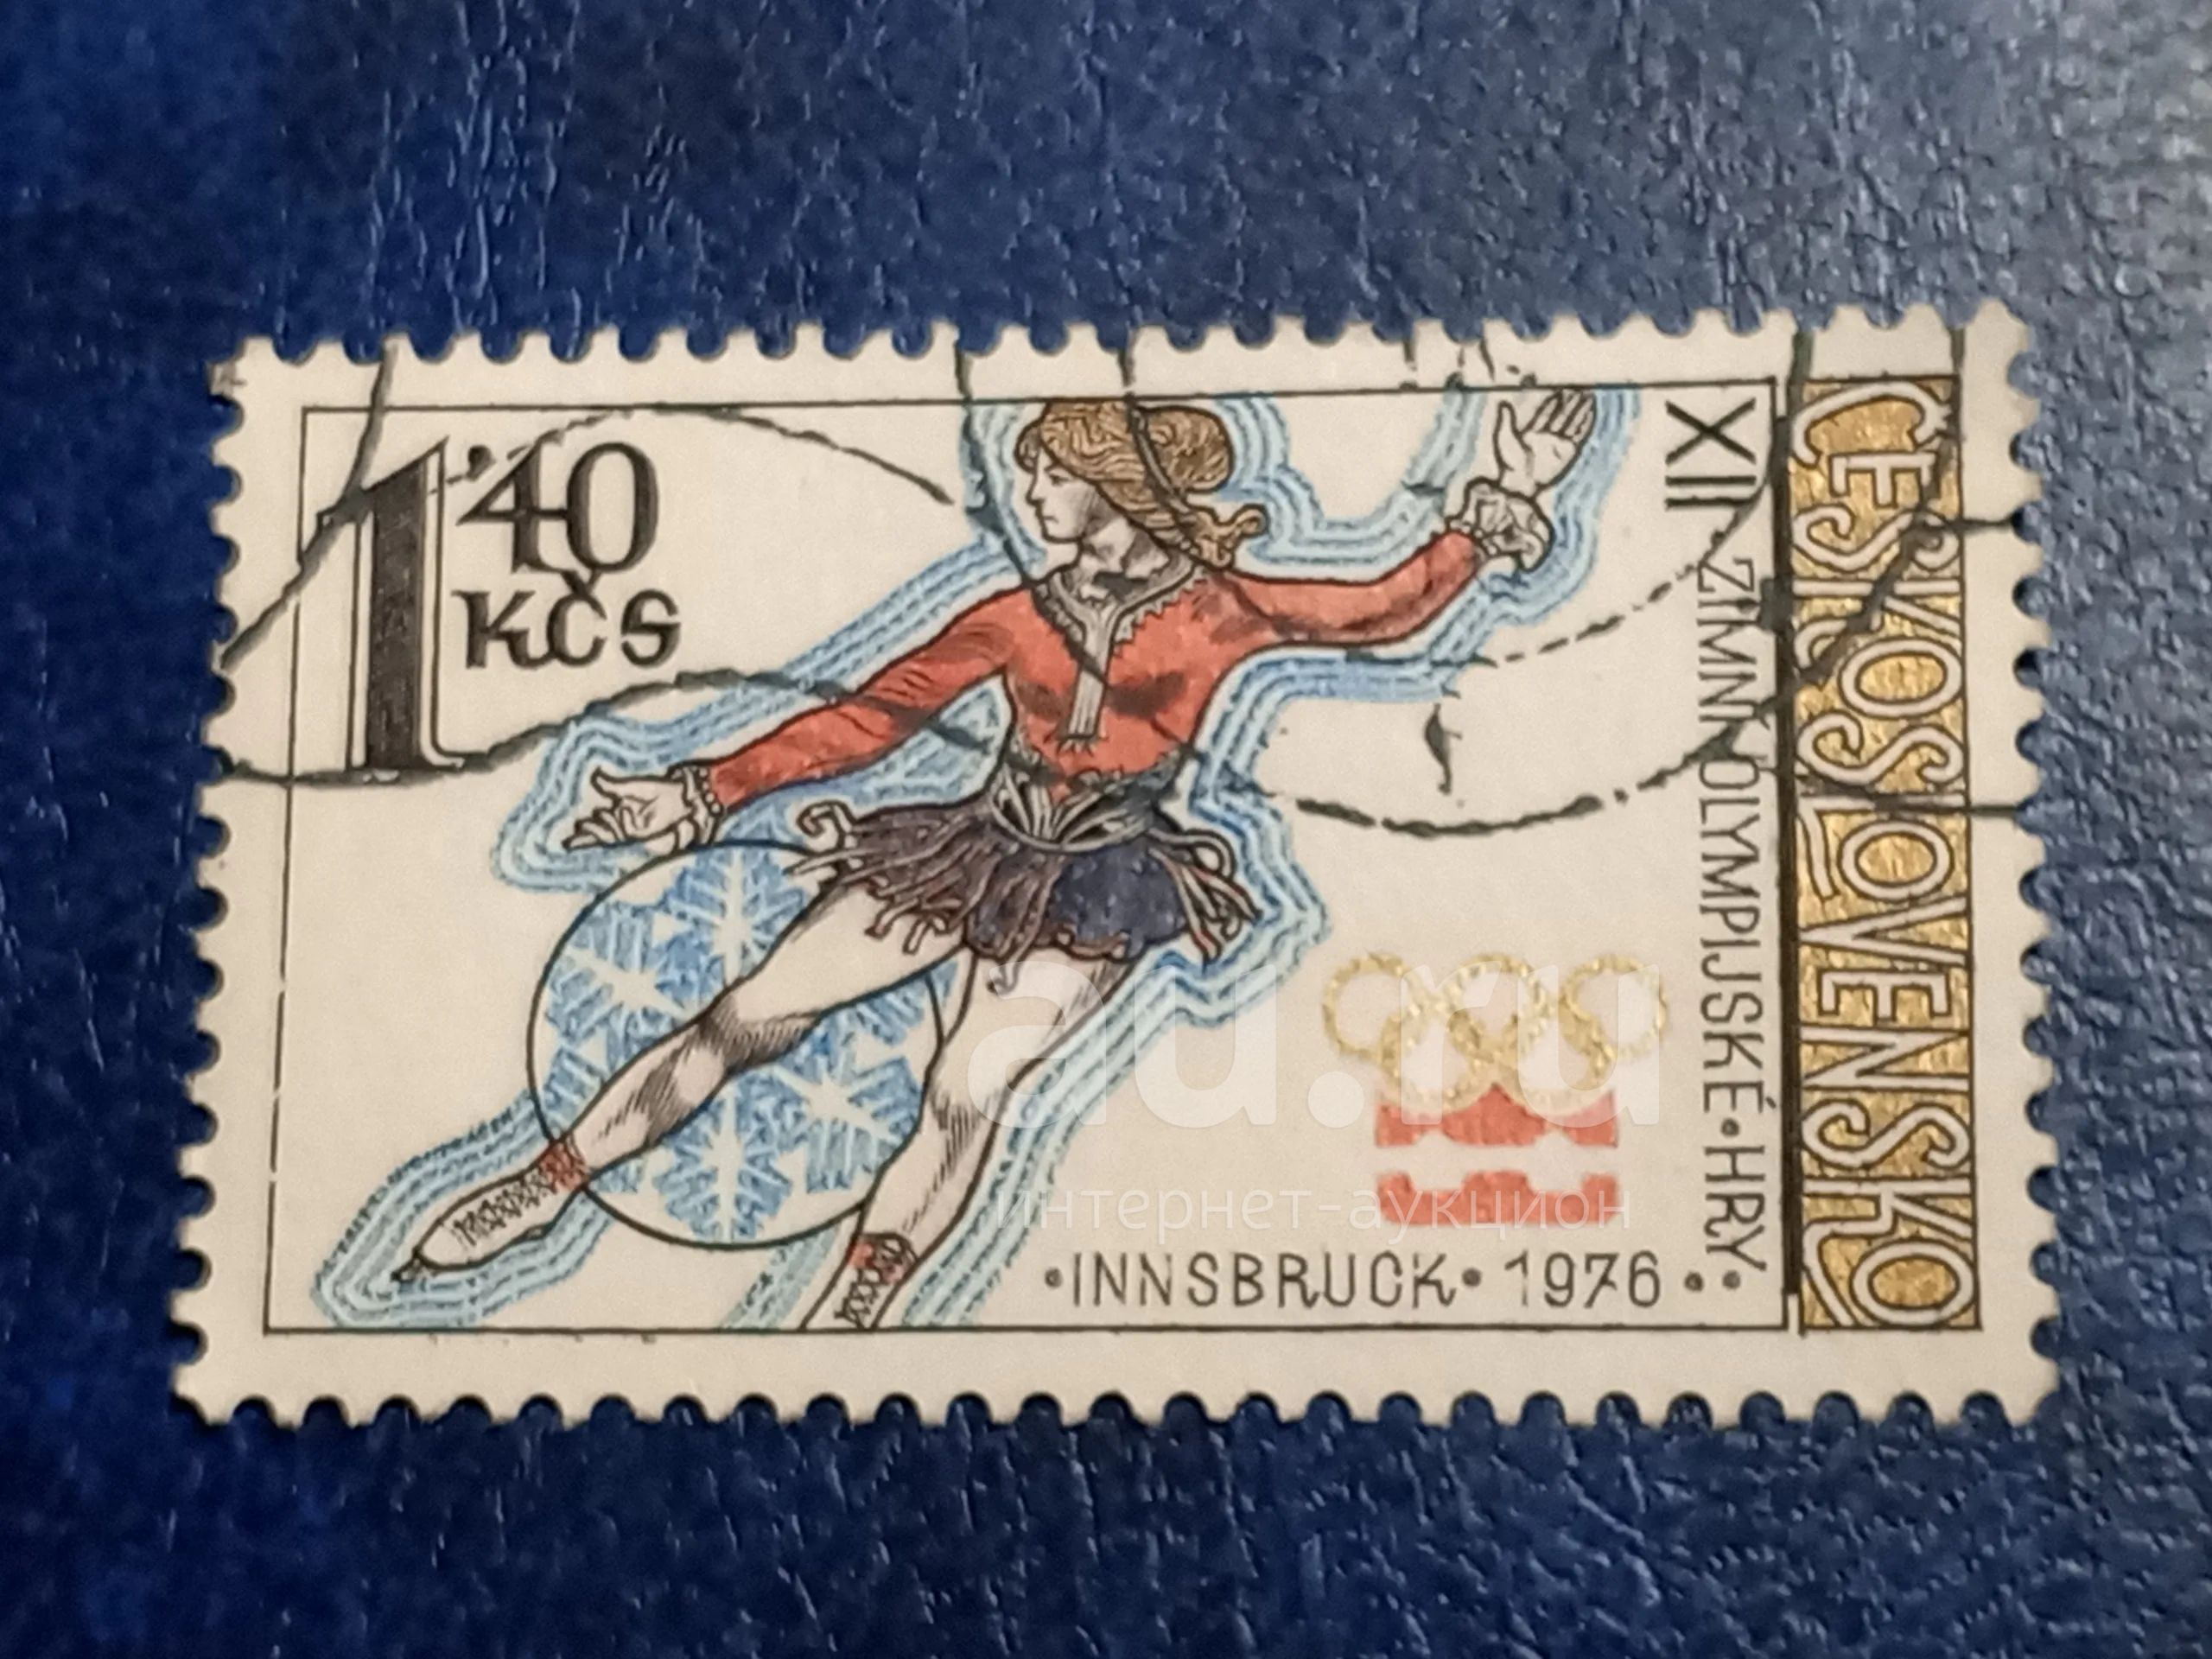 1'40
KČS
XII·ZIMNÍ·OLYMPIJSKÉ·HRY·
ČESKOSLOVENSKO
·INNSBRUCK·1976··
au.ru
интернет-аукцион